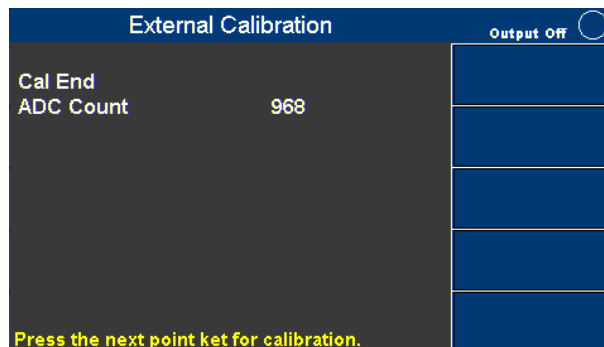 External Calibration
Output Off
Cal End
ADC Count 968
Press the next point ket for calibration.